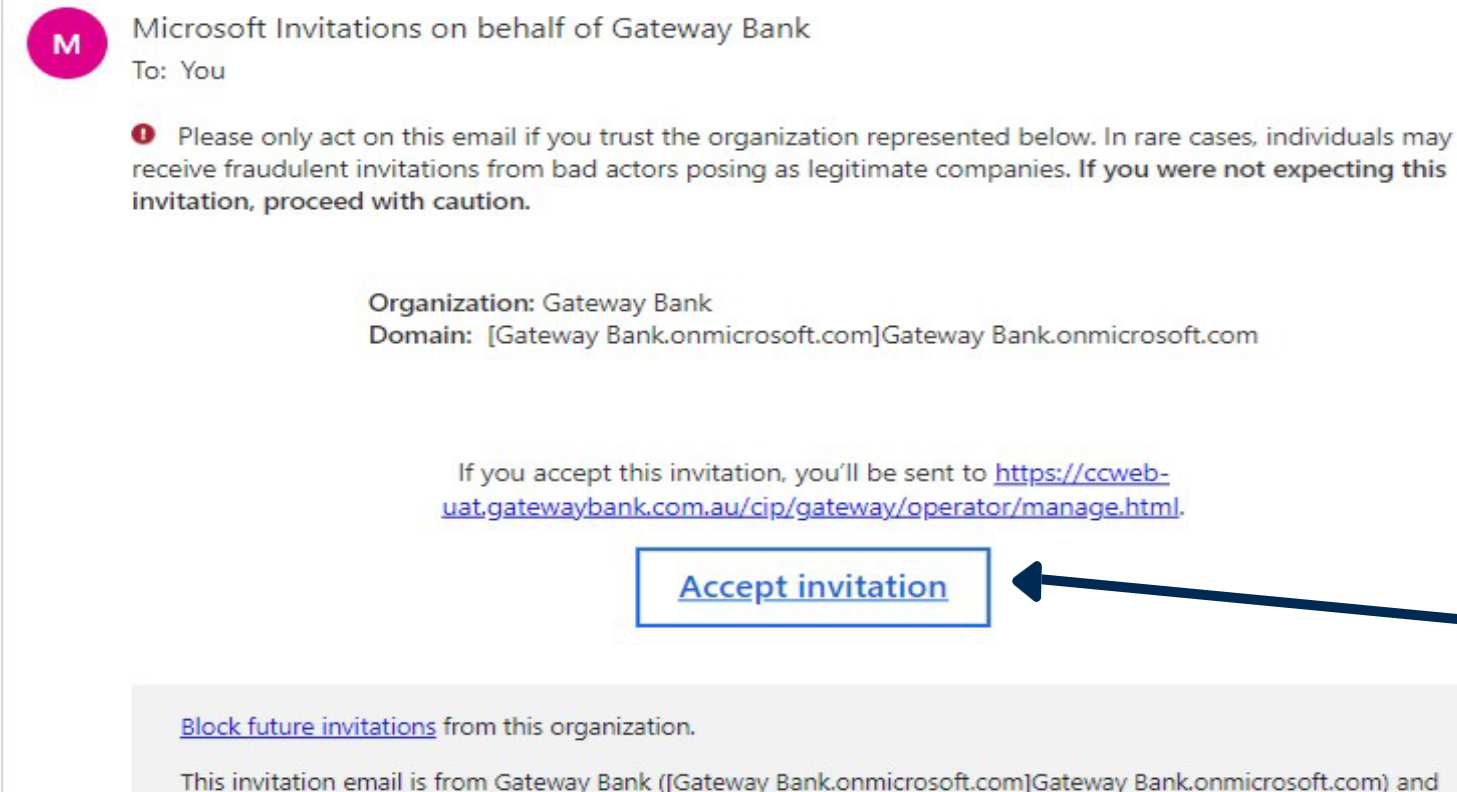 M
Microsoft Invitations on behalf of Gateway Bank
To: You
Please only act on this email if you trust the organization represented below. In rare cases, individuals may
receive fraudulent invitations from bad actors posing as legitimate companies. If you were not expecting this
invitation, proceed with caution.
Organization: Gateway Bank
Domain: [Gateway Bank.onmicrosoft.com]Gateway Bank.onmicrosoft.com
If you accept this invitation, you'll be sent to https://ccweb-
uat.gatewaybank.com.au/cip/gateway/operator/manage.html.
Accept invitation
Block future invitations from this organization.
This invitation email is from Gateway Bank ([Gateway Bank.onmicrosoft.com]Gateway Bank.onmicrosoft.com) and